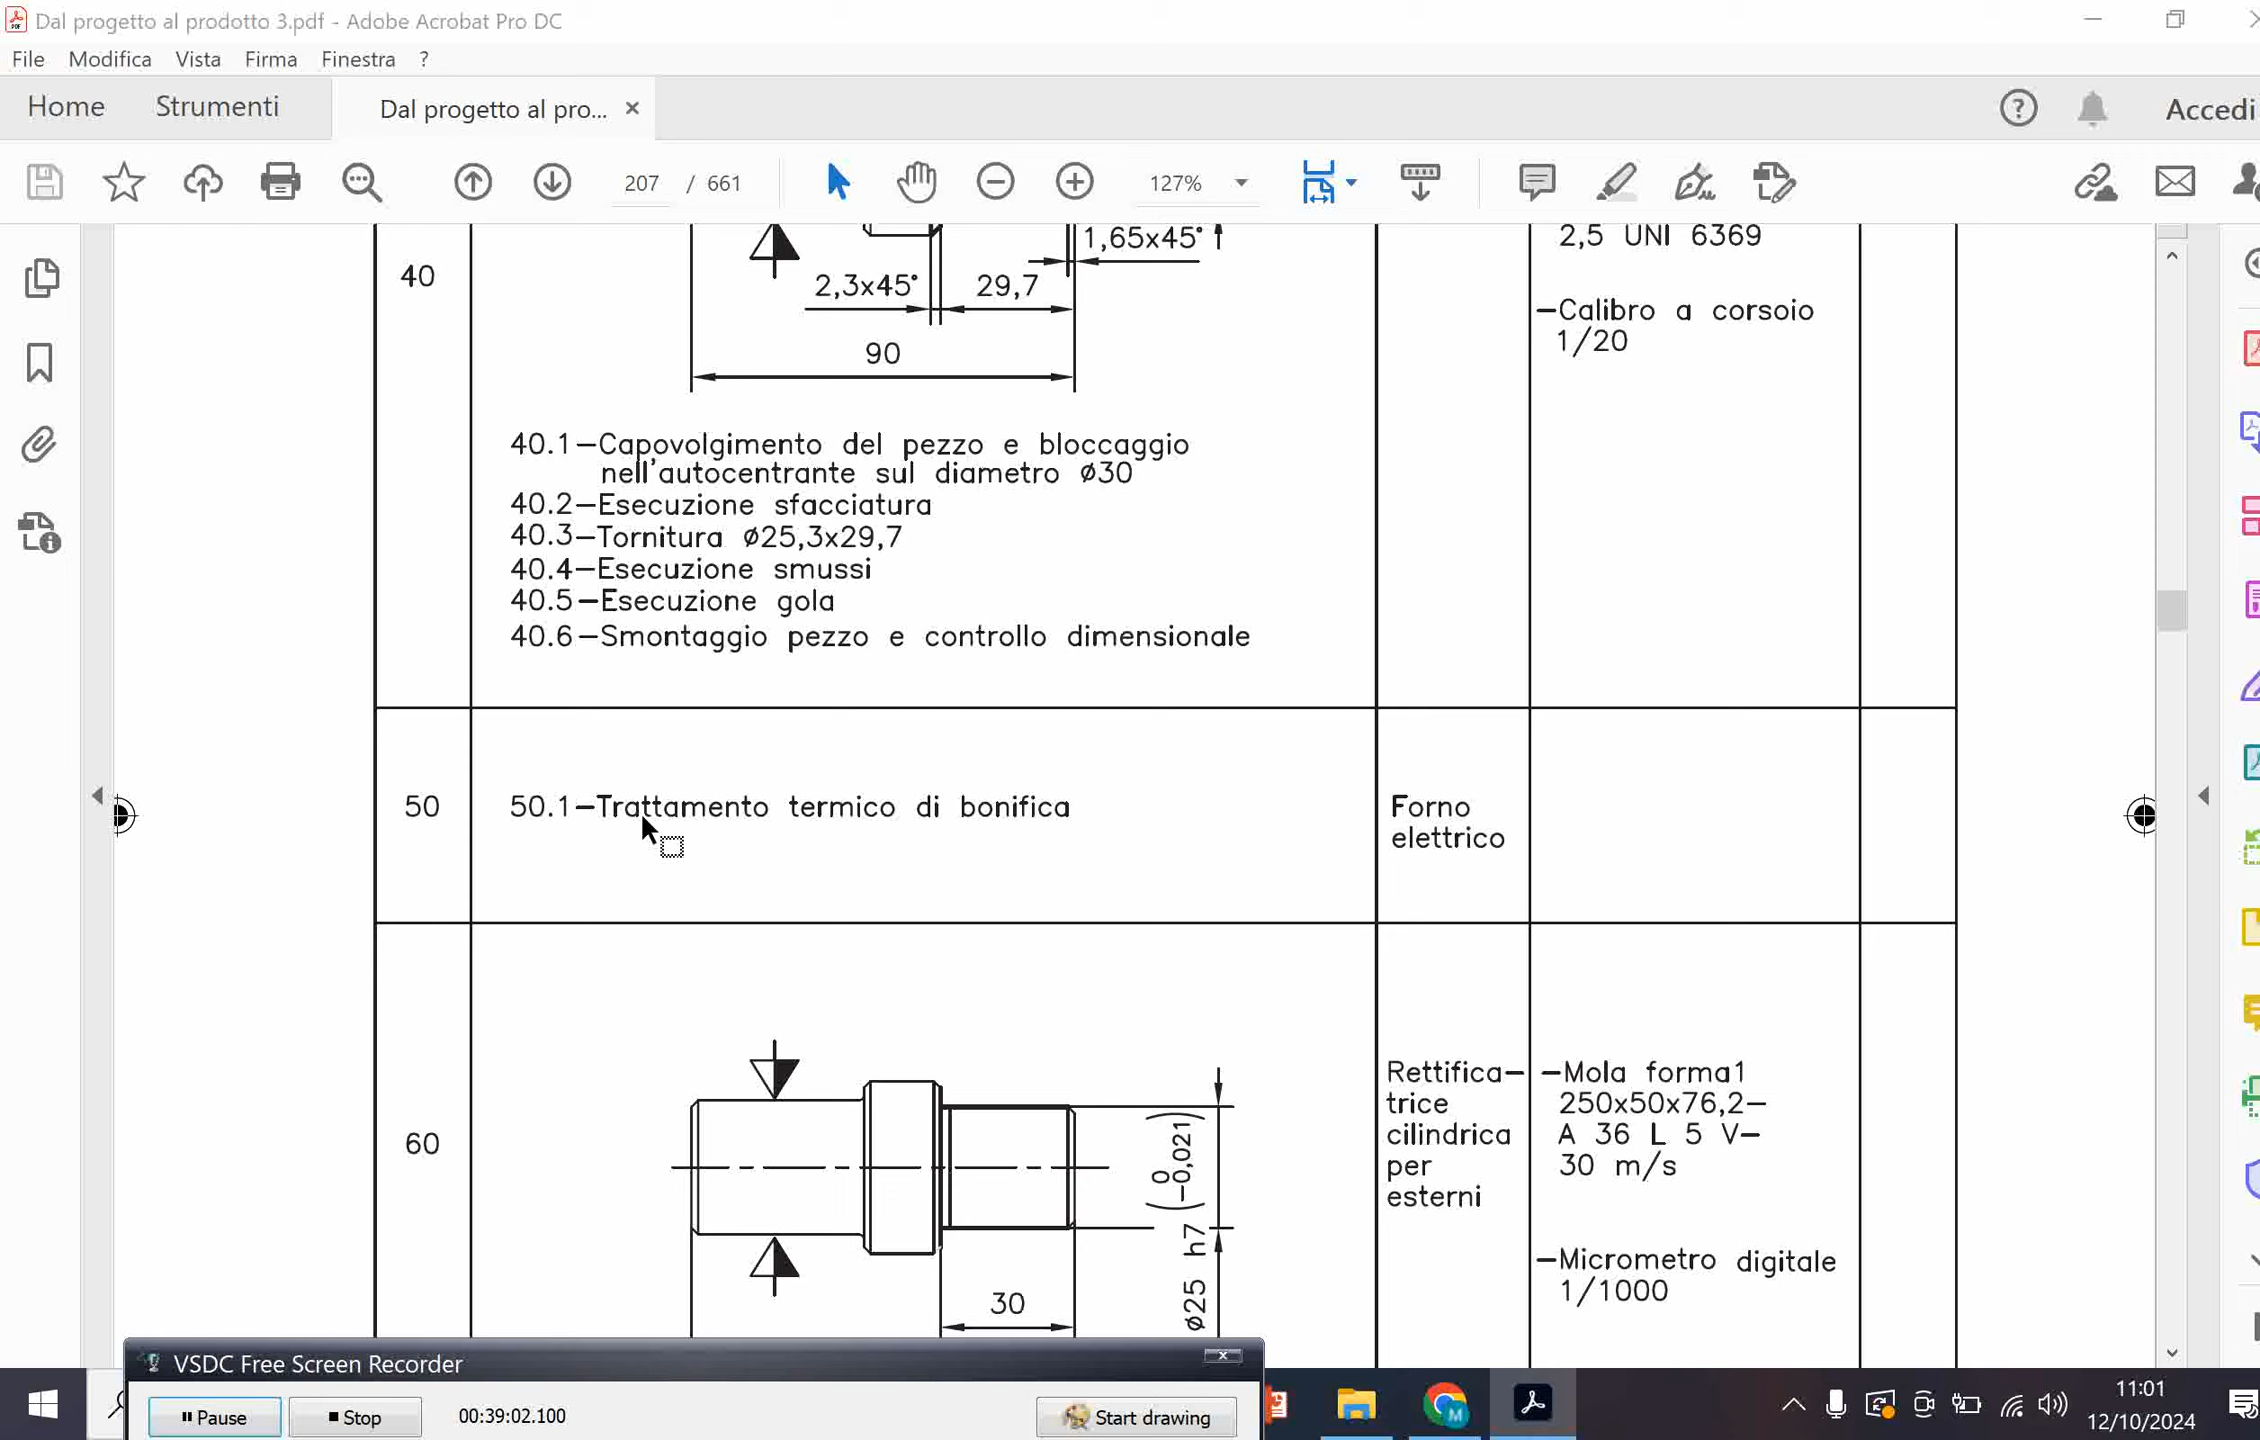 Dal progetto al prodotto 3.pdf - Adobe Acrobat Pro DC
File Modifica Vista Firma Finestra ?
Home Strumenti Dal progetto al pro... ×
Accedi
207 / 661 127%
2,5 UNI 6369
1,65x45°
40
2,3x45° 29,7
—Calibro a corsoio
1/20
90
40.1—Capovolgimento del pezzo e bloccaggio
nell'autocentrante sul diametro ø30
40.2—Esecuzione sfacciatura
40.3—Tornitura ø25,3x29,7
40.4—Esecuzione smussi
40.5—Esecuzione gola
40.6—Smontaggio pezzo e controllo dimensionale
50 50.1—Trattamento termico di bonifica
Forno
elettrico
60
Rettifica—
trice
cilindrica
per
esterni
—Mola forma1
250x50x76,2—
A 36 L 5 V—
30 m/s
—Micrometro digitale
1/1000
ø25 h7 (0 -0,021)
30
VSDC Free Screen Recorder
Pause Stop 00:39:02.100 Start drawing
11:01
12/10/2024